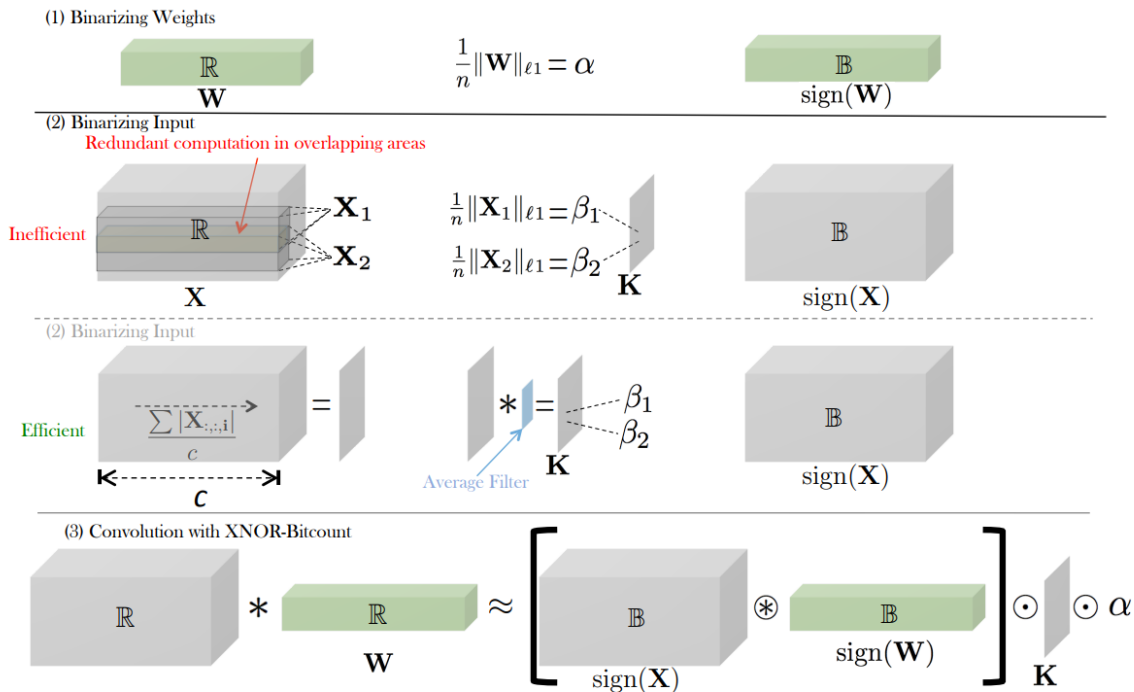 (1) Binarizing Weights
ℝ
W
1/n ‖W‖ℓ1 = α
𝔹
sign(W)
(2) Binarizing Input
Redundant computation in overlapping areas
Inefficient
ℝ
X₁
X₂
X
1/n ‖X₁‖ℓ1 = β₁
1/n ‖X₂‖ℓ1 = β₂
K
𝔹
sign(X)
(2) Binarizing Input
Efficient
∑ |X:,:,i|
c
c
=
* =
Average Filter
K
β₁
β₂
𝔹
sign(X)
(3) Convolution with XNOR-Bitcount
ℝ * ℝ ≈ [ 𝔹 ⊛ 𝔹 ] ⊙ ⊙ α
W
sign(X)
sign(W)
K